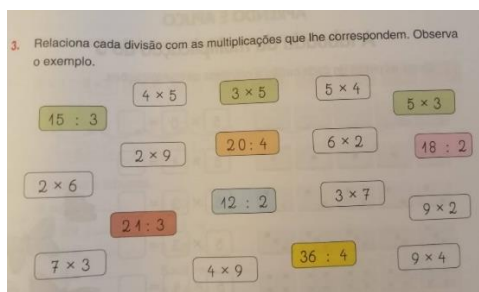 3. Relaciona cada divisão com as multiplicações que lhe correspondem. Observa
o exemplo.
4 × 5
3 × 5
5 × 4
5 × 3
15 : 3
2 × 9
20 : 4
6 × 2
18 : 2
2 × 6
12 : 2
3 × 7
9 × 2
21 : 3
7 × 3
4 × 9
36 : 4
9 × 4